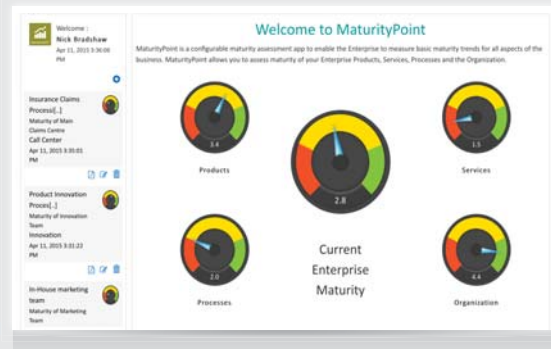 Welcome :
Nick Bradshaw
Apr 11, 2015 3:36:08
PM
Insurance Claims
Process[..]
Maturity of Main
Claims Centre
Call Center
Apr 11, 2015 3:35:01
PM
Product Innovation
Proces[..]
Maturity of Innovation
Team
Innovation
Apr 11, 2015 3:31:23
PM
In-House marketing
team
Maturity of Marketing
Team
Welcome to MaturityPoint
MaturityPoint is a configurable maturity assessment app to enable the Enterprise to measure basic maturity trends for all aspects of the
business. MaturityPoint allows you to assess maturity of your Enterprise Products, Services, Processes and the Organization.
3.4
Products
2.8
Current
Enterprise
Maturity
1.5
Services
2.0
Processes
4.4
Organization